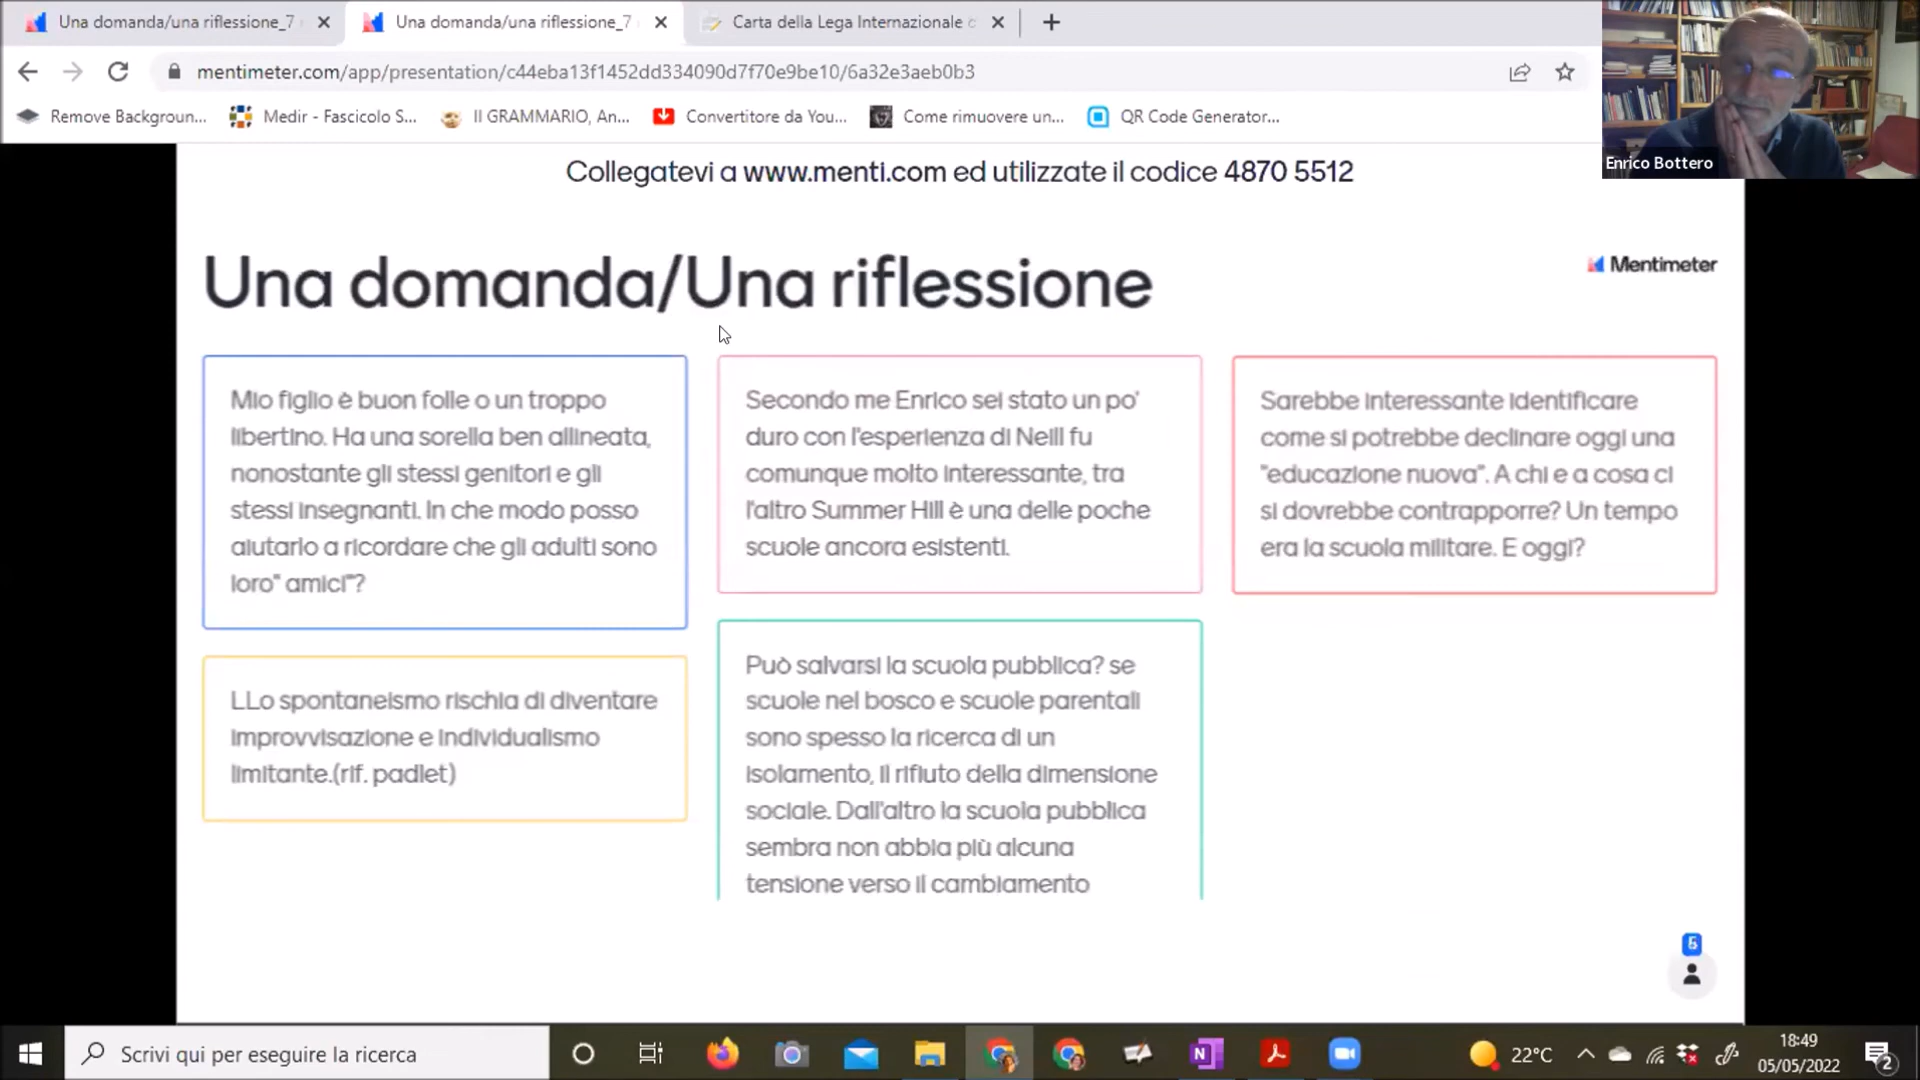 Una domanda/una riflessione_7
Una domanda/una riflessione_7
Carta della Lega Internazionale
mentimeter.com/app/presentation/c44eba13f1452dd334090d7f70e9be10/6a32e3aeb0b3
Remove Backgroun...
Medir - Fascicolo S...
Il GRAMMARIO, An...
Convertitore da You...
Come rimuovere un...
QR Code Generator...
Enrico Bottero
Collegatevi a www.menti.com ed utilizzate il codice 4870 5512
Una domanda/Una riflessione
Mentimeter
Mio figlio è buon folle o un troppo
libertino. Ha una sorella ben allineata,
nonostante gli stessi genitori e gli
stessi insegnanti. In che modo posso
aiutarlo a ricordare che gli adulti sono
loro" amici"?
LLo spontaneismo rischia di diventare
improvvisazione e individualismo
limitante.(rif. padlet)
Secondo me Enrico sei stato un po'
duro con l'esperienza di Neill fu
comunque molto interessante, tra
l'altro Summer Hill è una delle poche
scuole ancora esistenti.
Può salvarsi la scuola pubblica? se
scuole nel bosco e scuole parentali
sono spesso la ricerca di un
isolamento, il rifiuto della dimensione
sociale. Dall'altro la scuola pubblica
sembra non abbia più alcuna
tensione verso il cambiamento
Sarebbe interessante identificare
come si potrebbe declinare oggi una
"educazione nuova". A chi e a cosa ci
si dovrebbe contrapporre? Un tempo
era la scuola militare. E oggi?
Scrivi qui per eseguire la ricerca
22°C
18:49
05/05/2022
2